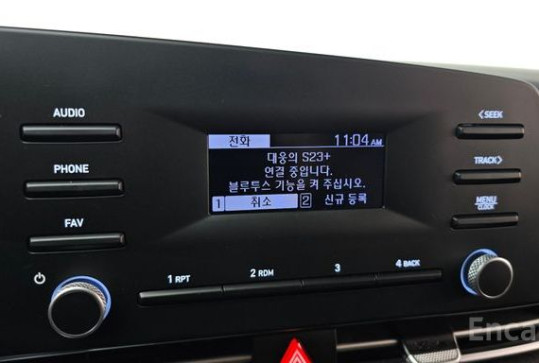 AUDIO
PHONE
FAV
전화 11:04 AM
대웅의 S23+
연결 중입니다.
블루투스 기능을 켜 주십시오.
1 취소 2 신규 등록
< SEEK
TRACK >
MENU
CLOCK
1 RPT
2 RDM
3
4 BACK
Enca